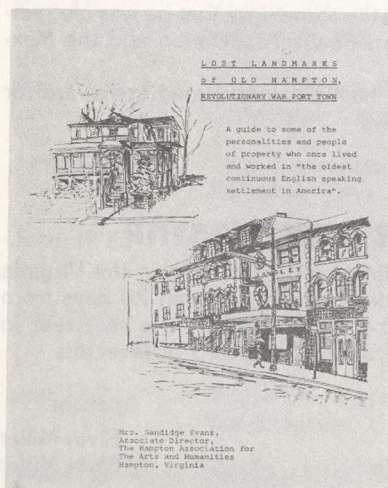 LOST LANDMARKS
of OLD HAMPTON,
REVOLUTIONARY WAR PORT TOWN
A guide to some of the
personalities and people
of property who once lived
and worked in "the oldest
continuous English speaking
settlement in America".
Mrs. Sandidge Evans,
Associate Director,
The Hampton Association for
The Arts and Humanities
Hampton, Virginia